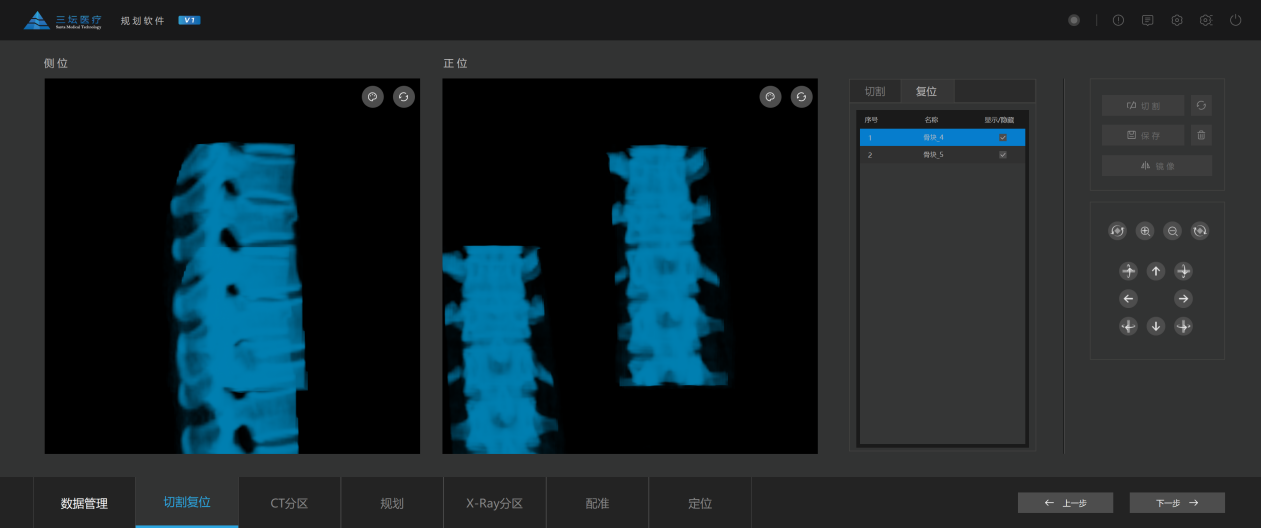 三坛医疗
Santa Medical Technology
规划软件
V1
侧位
正位
切割 复位
序号 名称 显示/隐藏
1 骨块_4
2 骨块_5
切割
保存
镜像
数据管理 切割复位 CT分区 规划 X-Ray分区 配准 定位
← 上一步 下一步 →